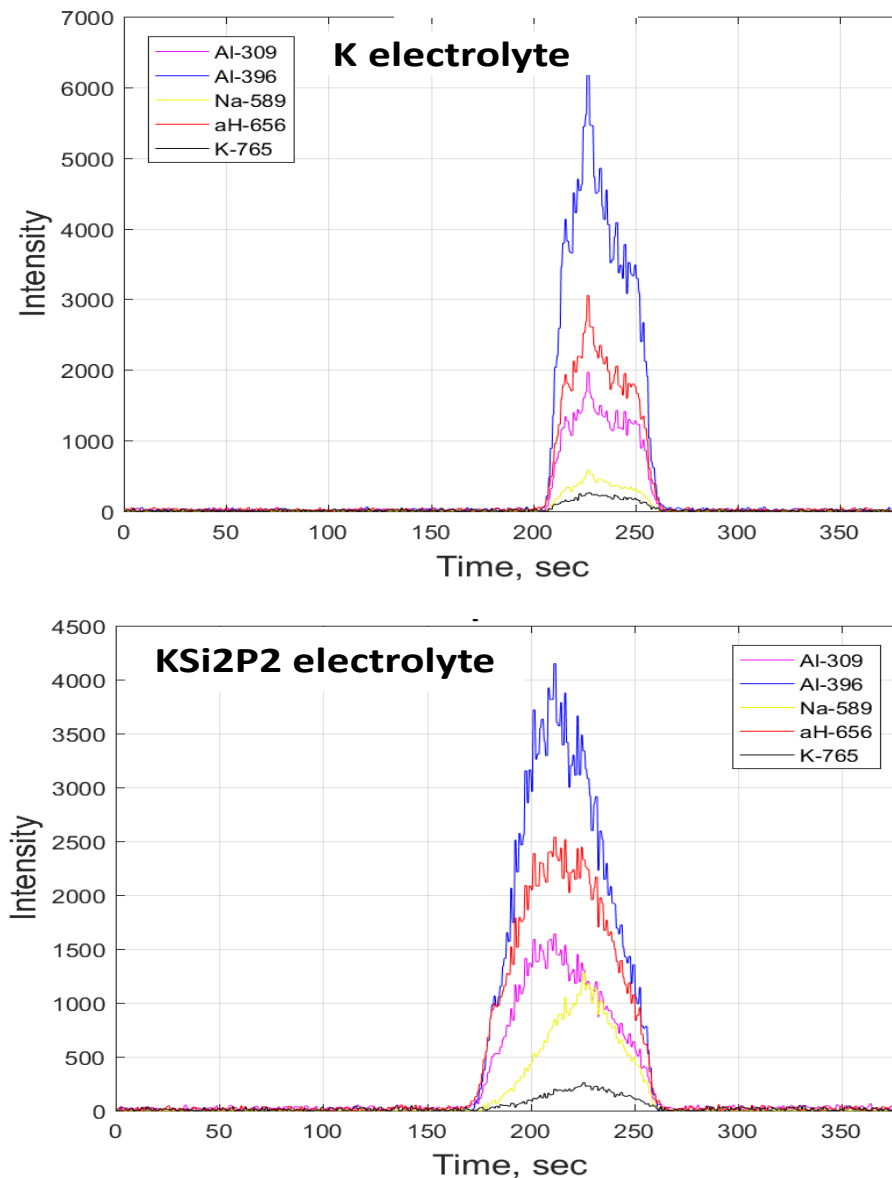 K electrolyte
Al-309
Al-396
Na-589
aH-656
K-765
7000
6000
5000
4000
3000
2000
1000
0
Intensity
0 50 100 150 200 250 300 350
Time, sec
KSi2P2 electrolyte
Al-309
Al-396
Na-589
aH-656
K-765
4500
4000
3500
3000
2500
2000
1500
1000
500
0
Intensity
0 50 100 150 200 250 300 350
Time, sec